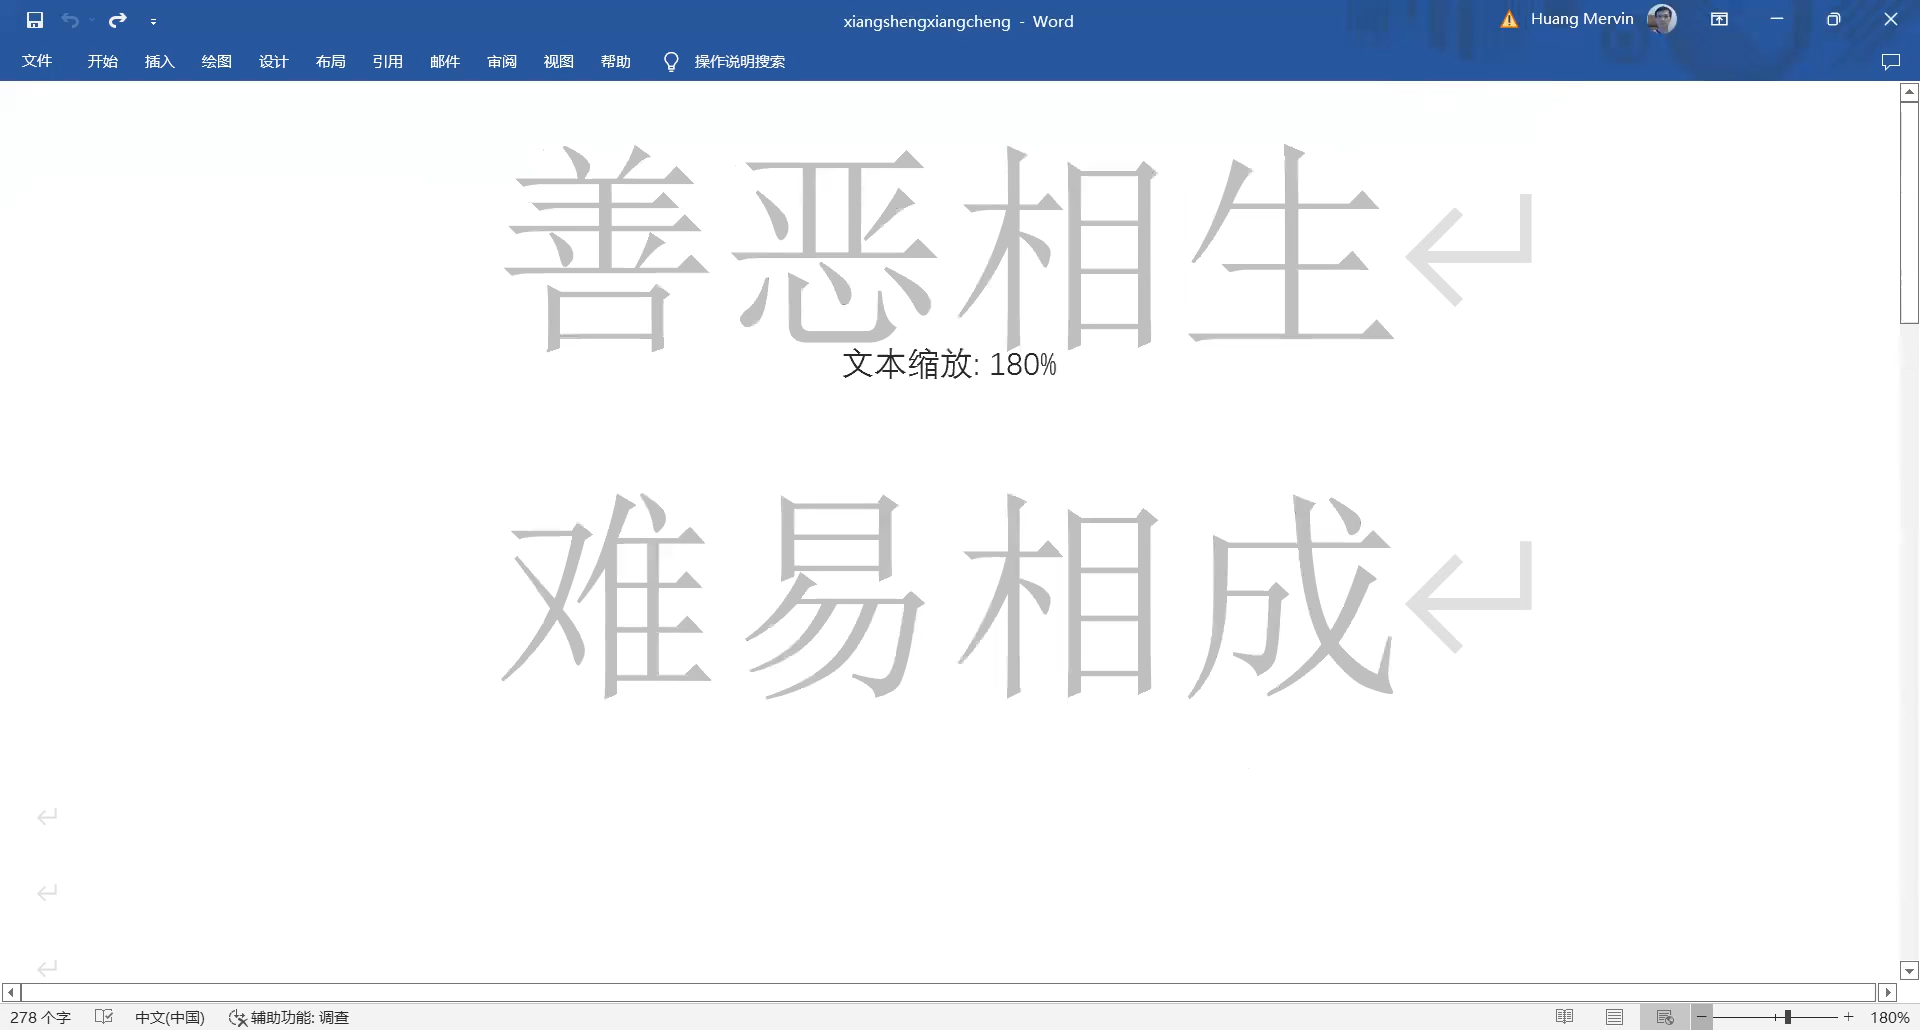 xiangshengxiangcheng - Word
Huang Mervin
文件 开始 插入 绘图 设计 布局 引用 邮件 审阅 视图 帮助 操作说明搜索
善恶相生
文本缩放: 180%
难易相成
278 个字 中文(中国) 辅助功能: 调查 180%